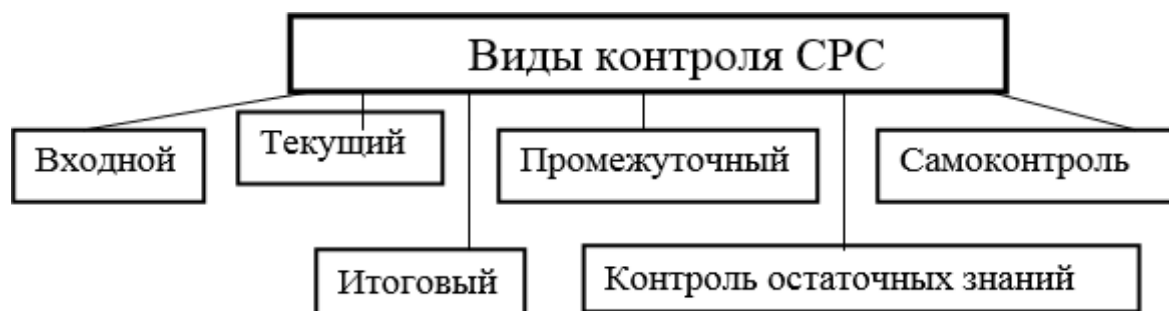 Виды контроля СРС
Входной
Текущий
Промежуточный
Самоконтроль
Итоговый
Контроль остаточных знаний